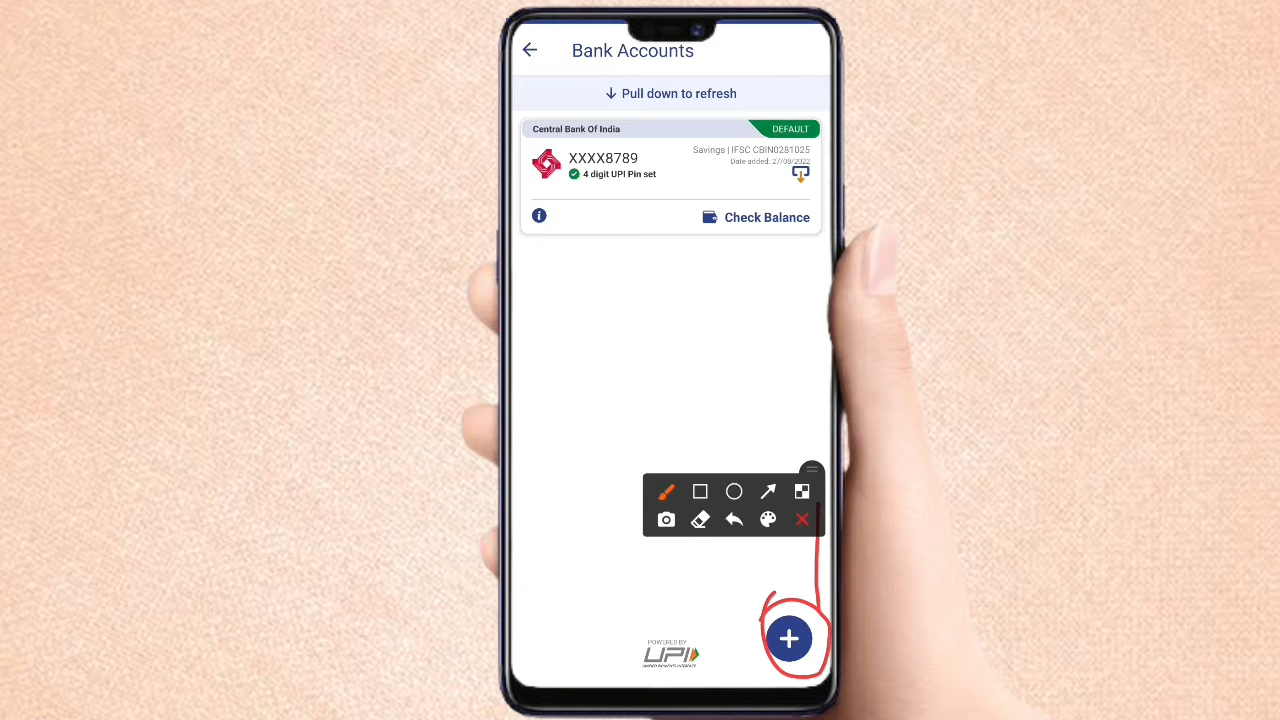 Bank Accounts
Pull down to refresh
Central Bank Of India DEFAULT
XXXX8789 Savings | IFSC CBIN0281025
Date added: 27/08/2022
4 digit UPI Pin set
Check Balance
POWERED BY
UPI
UNIFIED PAYMENTS INTERFACE